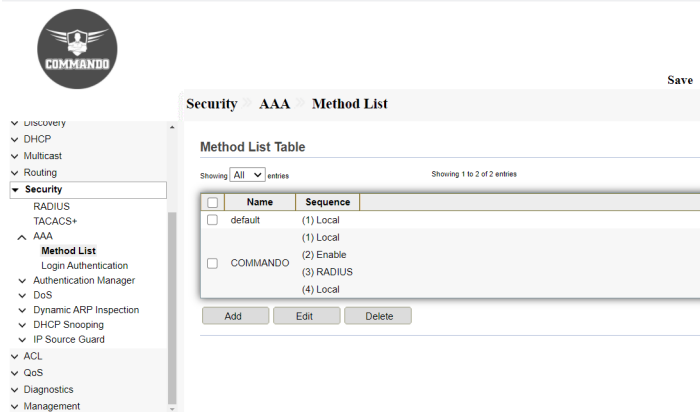 COMMANDO
Save
Security AAA Method List
Discovery
DHCP
Multicast
Routing
Security
RADIUS
TACACS+
AAA
Method List
Login Authentication
Authentication Manager
DoS
Dynamic ARP Inspection
DHCP Snooping
IP Source Guard
ACL
QoS
Diagnostics
Management
Method List Table
Showing All entries
Showing 1 to 2 of 2 entries
Name Sequence
default (1) Local
COMMANDO (1) Local
(2) Enable
(3) RADIUS
(4) Local
Add Edit Delete